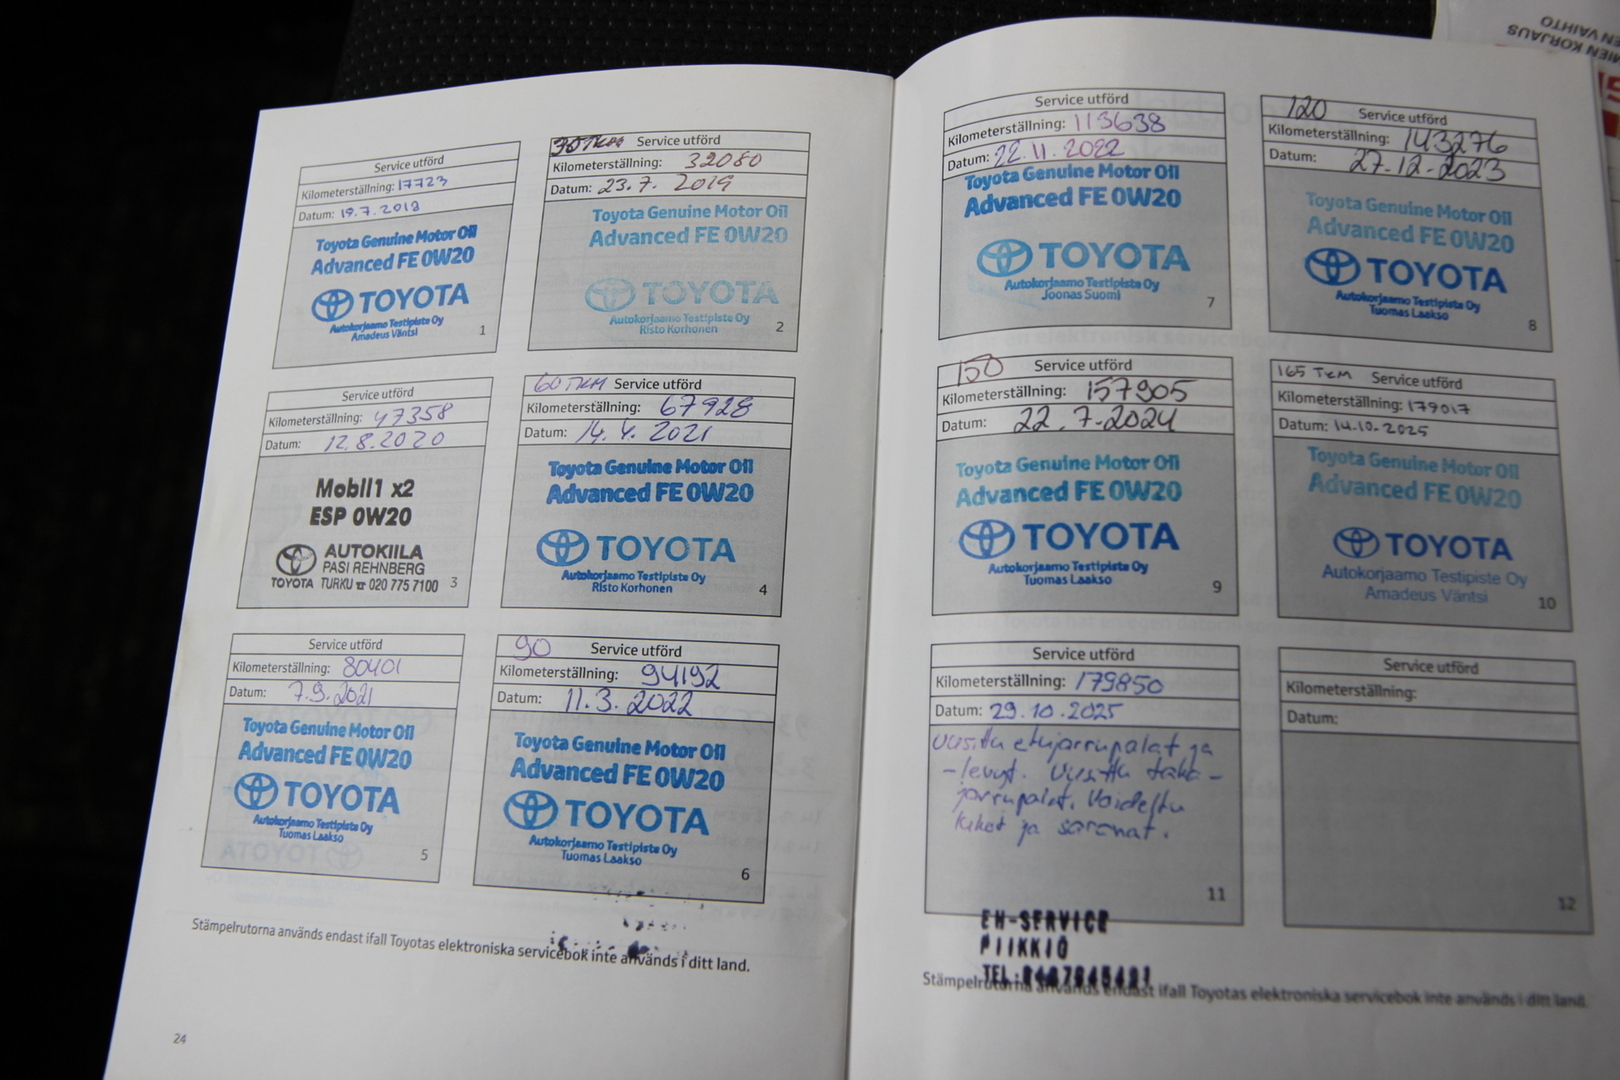 Service utförd
Kilometerställning: 17723
Datum: 19.7.2018
Toyota Genuine Motor Oil
Advanced FE 0W20
TOYOTA
Autokorjaamo Testipiste Oy
Amadeus Väntsi
1
30TKM Service utförd
Kilometerställning: 32080
Datum: 23.7. 2019
Toyota Genuine Motor Oil
Advanced FE 0W20
TOYOTA
Autokorjaamo Testipiste Oy
Risto Korhonen
2
Service utförd
Kilometerställning: 47358
Datum: 12.8.2020
Mobil1 x2
ESP 0W20
AUTOKIILA
PASI REHNBERG
TOYOTA TURKU ☎ 020 775 7100
3
60TKM Service utförd
Kilometerställning: 67928
Datum: 14.4. 2021
Toyota Genuine Motor Oil
Advanced FE 0W20
TOYOTA
Autokorjaamo Testipiste Oy
Risto Korhonen
4
Service utförd
Kilometerställning: 80401
Datum: 7.9.2021
Toyota Genuine Motor Oil
Advanced FE 0W20
TOYOTA
Autokorjaamo Testipiste Oy
Tuomas Laakso
5
90 Service utförd
Kilometerställning: 94192
Datum: 11.3.2022
Toyota Genuine Motor Oil
Advanced FE 0W20
TOYOTA
Autokorjaamo Testipiste Oy
Tuomas Laakso
6
Stämpelrutorna används endast ifall Toyotas elektroniska servicebok inte används i ditt land.
24
Service utförd
Kilometerställning: 113638
Datum: 22.11.2022
Toyota Genuine Motor Oil
Advanced FE 0W20
TOYOTA
Autokorjaamo Testipiste Oy
Joonas Suomi
7
120 Service utförd
Kilometerställning: 143276
Datum: 27.12.2023
Toyota Genuine Motor Oil
Advanced FE 0W20
TOYOTA
Autokorjaamo Testipiste Oy
Tuomas Laakso
8
150 Service utförd
Kilometerställning: 157905
Datum: 22.7.2024
Toyota Genuine Motor Oil
Advanced FE 0W20
TOYOTA
Autokorjaamo Testipiste Oy
Tuomas Laakso
9
165 TKM Service utförd
Kilometerställning: 179017
Datum: 14.10.2025
Toyota Genuine Motor Oil
Advanced FE 0W20
TOYOTA
Autokorjaamo Testipiste Oy
Amadeus Väntsi
10
Service utförd
Kilometerställning: 179850
Datum: 29.10.2025
Uusittu etujarrupalat ja
-levyt. Uusittu taka-
jarrupalat. Voideltu
lukot ja saranat.
11
EH-SERVICE
PIIKKIÖ
TEL:
Service utförd
Kilometerställning:
Datum:
12
Stämpelrutorna används endast ifall Toyotas elektroniska servicebok inte används i ditt land.
KORJAUS
VAIHTO